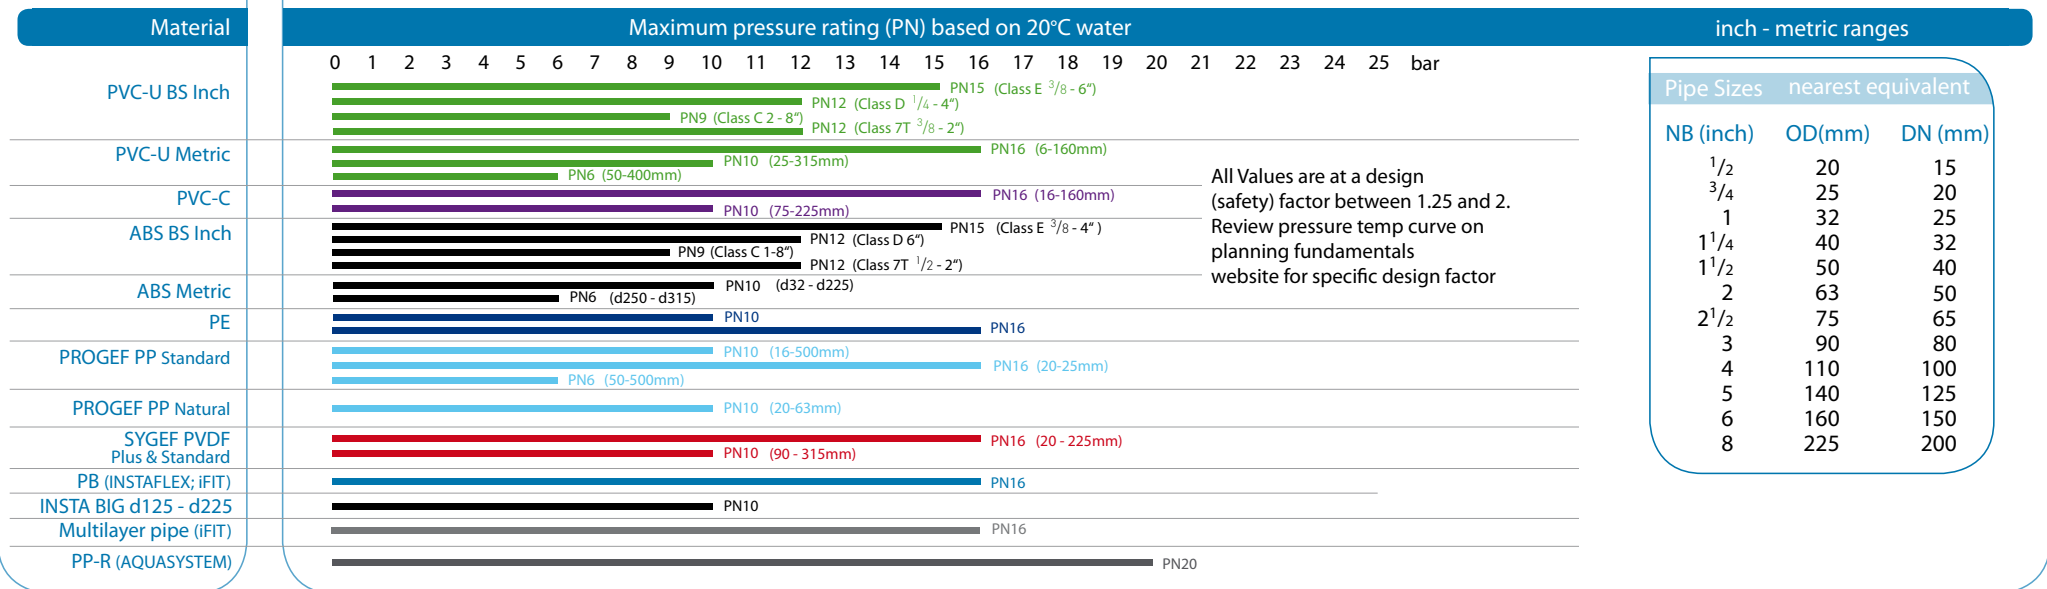 Material
Maximum pressure rating (PN) based on 20°C water
inch - metric ranges
0 1 2 3 4 5 6 7 8 9 10 11 12 13 14 15 16 17 18 19 20 21 22 23 24 25 bar
PVC-U BS Inch
PN15 (Class E 3/8 - 6“)
PN12 (Class D 1/4 - 4“)
PN9 (Class C 2 - 8“)
PN12 (Class 7T 3/8 - 2“)
PVC-U Metric
PN16 (6-160mm)
PN10 (25-315mm)
PN6 (50-400mm)
PVC-C
PN16 (16-160mm)
PN10 (75-225mm)
ABS BS Inch
PN15 (Class E 3/8 - 4“ )
PN12 (Class D 6“)
PN9 (Class C 1-8“)
PN12 (Class 7T 1/2 - 2“)
ABS Metric
PN10 (d32 - d225)
PN6 (d250 - d315)
PE
PN10
PN16
PROGEF PP Standard
PN10 (16-500mm)
PN16 (20-25mm)
PN6 (50-500mm)
PROGEF PP Natural
PN10 (20-63mm)
SYGEF PVDF
Plus & Standard
PN16 (20 - 225mm)
PN10 (90 - 315mm)
PB (INSTAFLEX; iFIT)
PN16
INSTA BIG d125 - d225
PN10
Multilayer pipe (iFIT)
PN16
PP-R (AQUASYSTEM)
PN20
All Values are at a design
(safety) factor between 1.25 and 2.
Review pressure temp curve on
planning fundamentals
website for specific design factor
Pipe Sizes nearest equivalent
NB (inch) OD(mm) DN (mm)
1/2 20 15
3/4 25 20
1 32 25
1 1/4 40 32
1 1/2 50 40
2 63 50
2 1/2 75 65
3 90 80
4 110 100
5 140 125
6 160 150
8 225 200